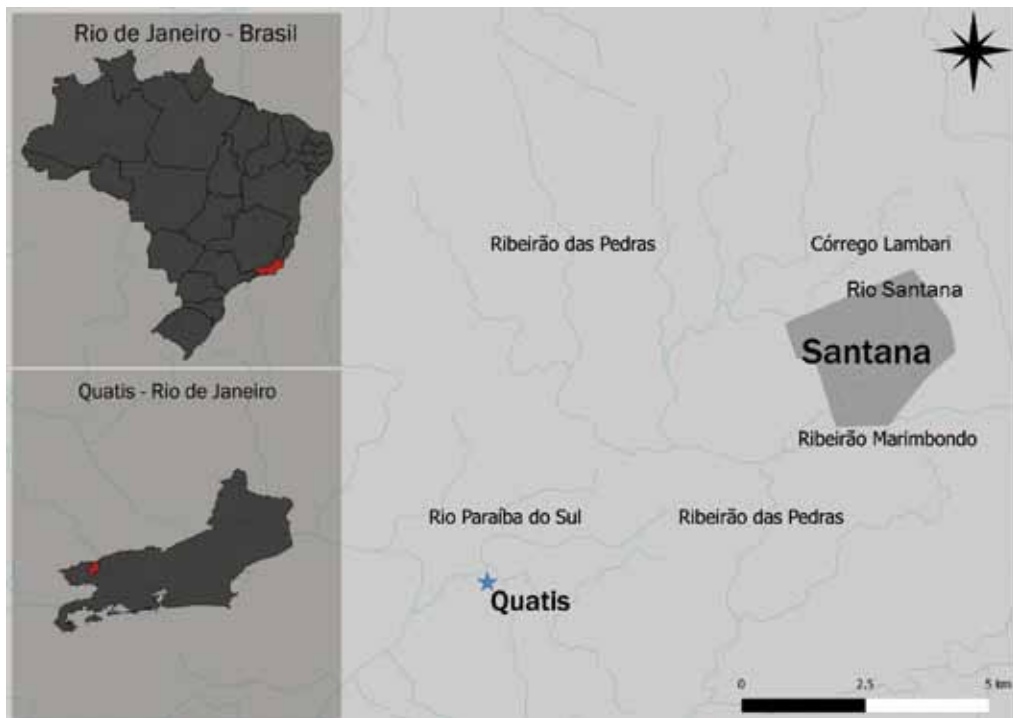 Rio de Janeiro - Brasil
Quatis - Rio de Janeiro
Ribeirão das Pedras
Córrego Lambari
Rio Santana
Santana
Ribeirão Marimbondo
Rio Paraíba do Sul
Ribeirão das Pedras
Quatis
0
2,5
5 km